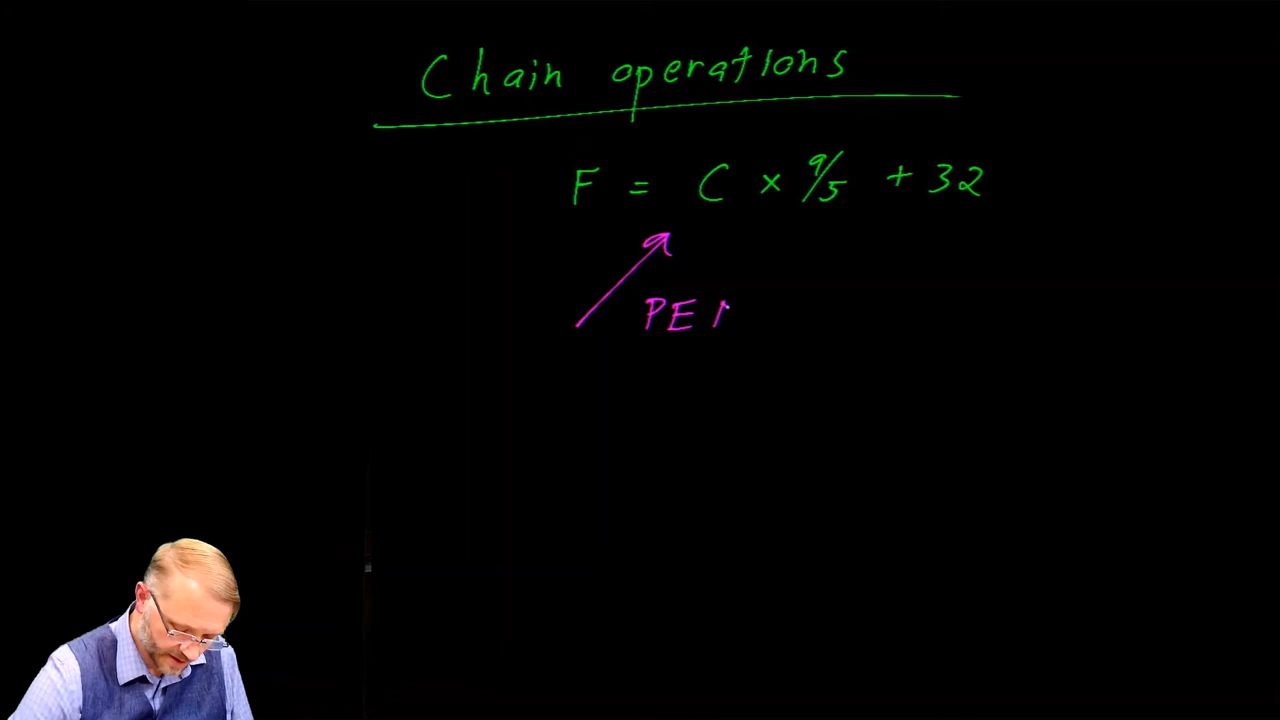 Chain operations
F = C × 9/5 + 32
PE